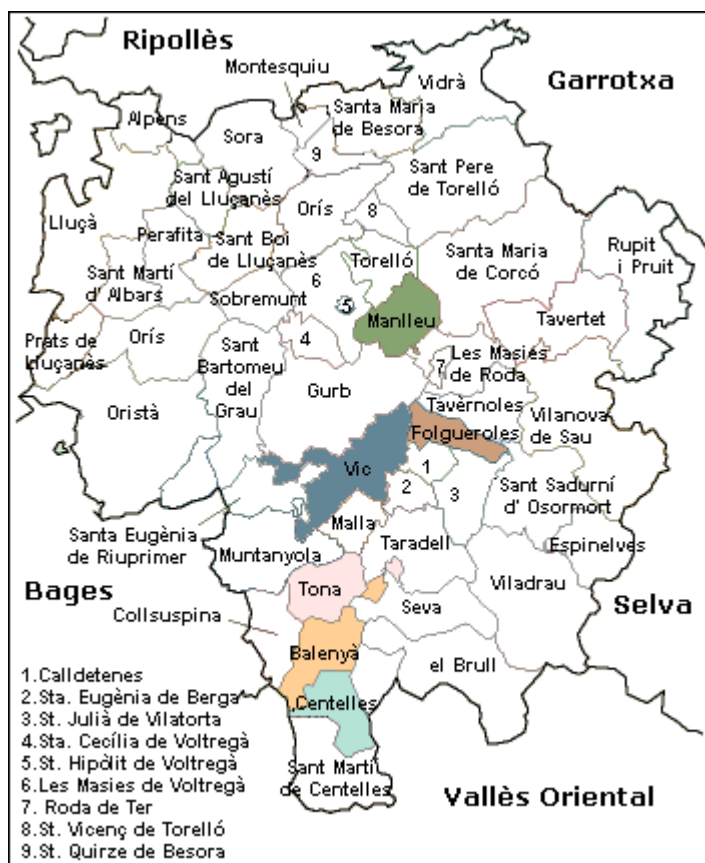 Ripollès
Montesquiu
Vidrà
Garrotxa
Santa Maria
de Besora
Alpens
Sora
9
Sant Pere
de Torelló
Sant Agustí
del Lluçanès
Orís
8
Lluçà
Perafita
Sant Boi
de Lluçanès
Torelló
Santa Maria
de Corcó
Rupit
i Pruit
6
Sant Martí
d' Albars
Sobremunt
5
Manlleu
Tavertet
Prats de
Lluçanès
Orís
4
Sant
Bartomeu
del
Grau
7
Les Masies
de Roda
Gurb
Tavèrnoles
Oristà
Vilanova
de Sau
Folgueroles
Vic
1
2
3
Sant Sadurní
d' Osormort
Santa Eugènia
de Riuprimer
Malla
Taradell
Espinelves
Muntanyola
Viladrau
Bages
Tona
Seva
Selva
Collsuspina
Balenyà
el Brull
Centelles
Sant Martí
de Centelles
Vallès Oriental
1.Calldetenes
2.Sta. Eugènia de Berga
3.St. Julià de Vilatorta
4.Sta. Cecília de Voltregà
5.St. Hipòlit de Voltregà
6.Les Masies de Voltregà
7. Roda de Ter
8.St. Vicenç de Torelló
9.St. Quirze de Besora